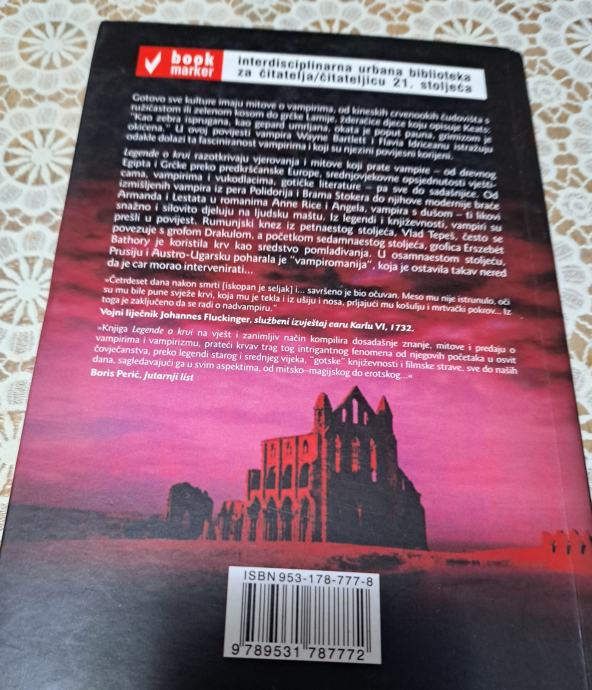 book
marker
interdisciplinarna urbana biblioteka
za čitatelja/čitateljicu 21. stoljeća
Gotovo sve kulture imaju mitove o vampirima, od kineskih crvenookih čudovišta s
ružičastom ili zelenom kosom do grčke Lamije, žderačice djece koju opisuje Keats:
"Kao zebra ispružana, kao gepard urvljana, okata je poput pauna, grimizom je
okićena." U ovoj povijesti vampira Wayne Bartlett i Flavia Idriceanu istražuju
odakle dolazi ta fasciniranost vampirima i koji su njezini povijesni korijeni.
Legende o krvi razotkrivaju vjerovanja i mitove koji prate vampire – od drevnog
Egipta i Grčke preko predkršćanske Europe, srednjovjekovne opsjednutosti vješti-
cama, vampirima i vukodlacima, gotičke literature – pa sve do sadašnjice. Od
izmišljenih vampira iz pera Polidorija i Brama Stokera do njihove modernije braće
Armanda i Lestata u romanima Anne Rice i Angela, vampira s dušom – ti likovi
snažno i silovito djeluju na ljudsku maštu. Iz legendi i književnosti, vampiri su
prešli u povijest. Rumunjski knez iz petnaestog stoljeća, Vlad Tepeš, često se
povezuje s grofom Drakulom, a početkom sedamnaestog stoljeća, grofica Erszebeš
Bathory je koristila krv kao sredstvo pomlađivanja. U osamnaestom stoljeću,
Prusiju i Austro-Ugarsku poharala je "vampiromanija", koja je ostavila takav nered
da je car morao intervenirati...
»Četrdeset dana nakon smrti [iskopan je seljak] i... savršeno je bio očuvan. Meso mu nije istrunulo, oči
su mu bile pune svježe krvi, koja mu je tekla i iz ušiju i nosa, prljajući mu košulju i mrtvački pokrov... Iz
toga je zaključeno da se radi o nadvampiru.«
Vojni liječnik Johannes Fluckinger, službeni izvještaj caru Karlu VI, 1732.
»Knjiga Legende o krvi na vješt i zanimljiv način kompilira dosadašnje znanje, mitove i predaju o
vampirima i vampirizmu, prateći krvav trag tog intrigantnog fenomena od njegovih početaka u osvit
čovječanstva, preko legendi starog i srednjeg vijeka, "gotske" književnosti i filmske strave, sve do naših
dana, sagledavajući ga u svim aspektima, od mitsko–magijskog do erotskog...«
Boris Perić, Jutarnji list
ISBN 953-178-777-8
9 789531 787772